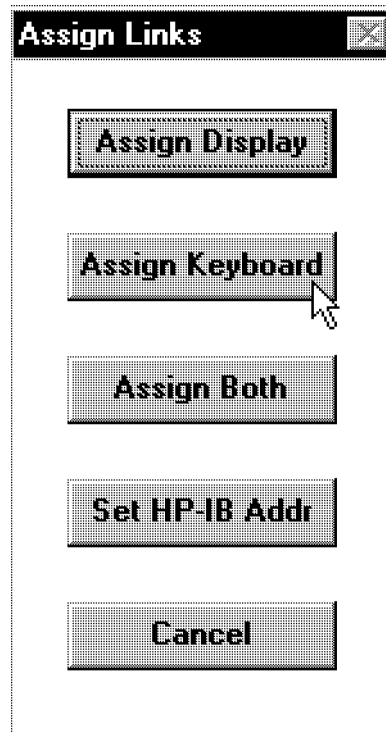 Assign Links
Assign Display
Assign Keyboard
Assign Both
Set HP-IB Addr
Cancel